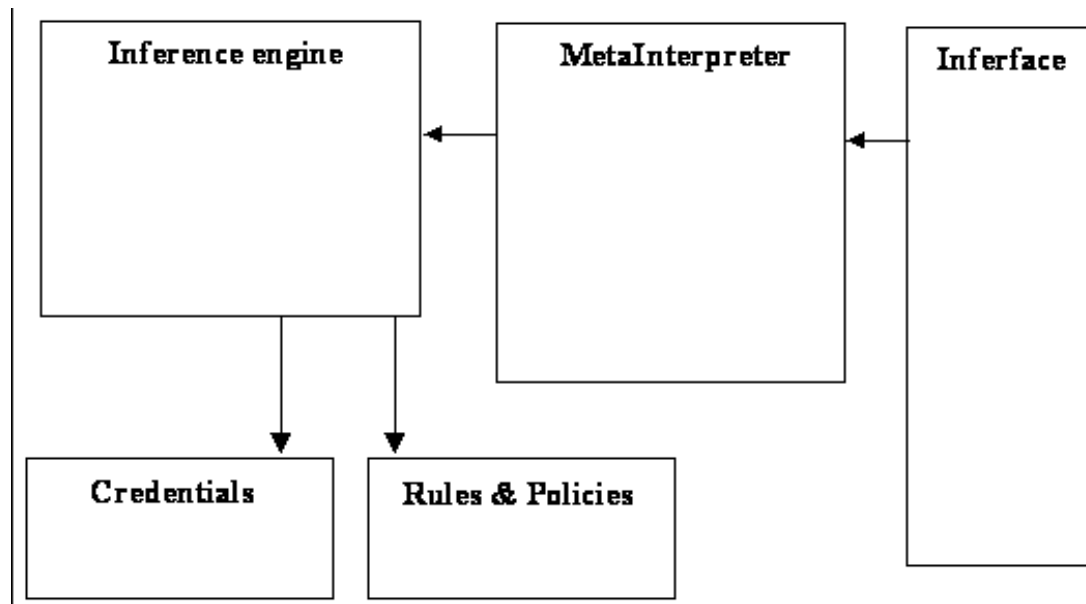 Inference engine
MetaInterpreter
Inferface
Credentials
Rules & Policies